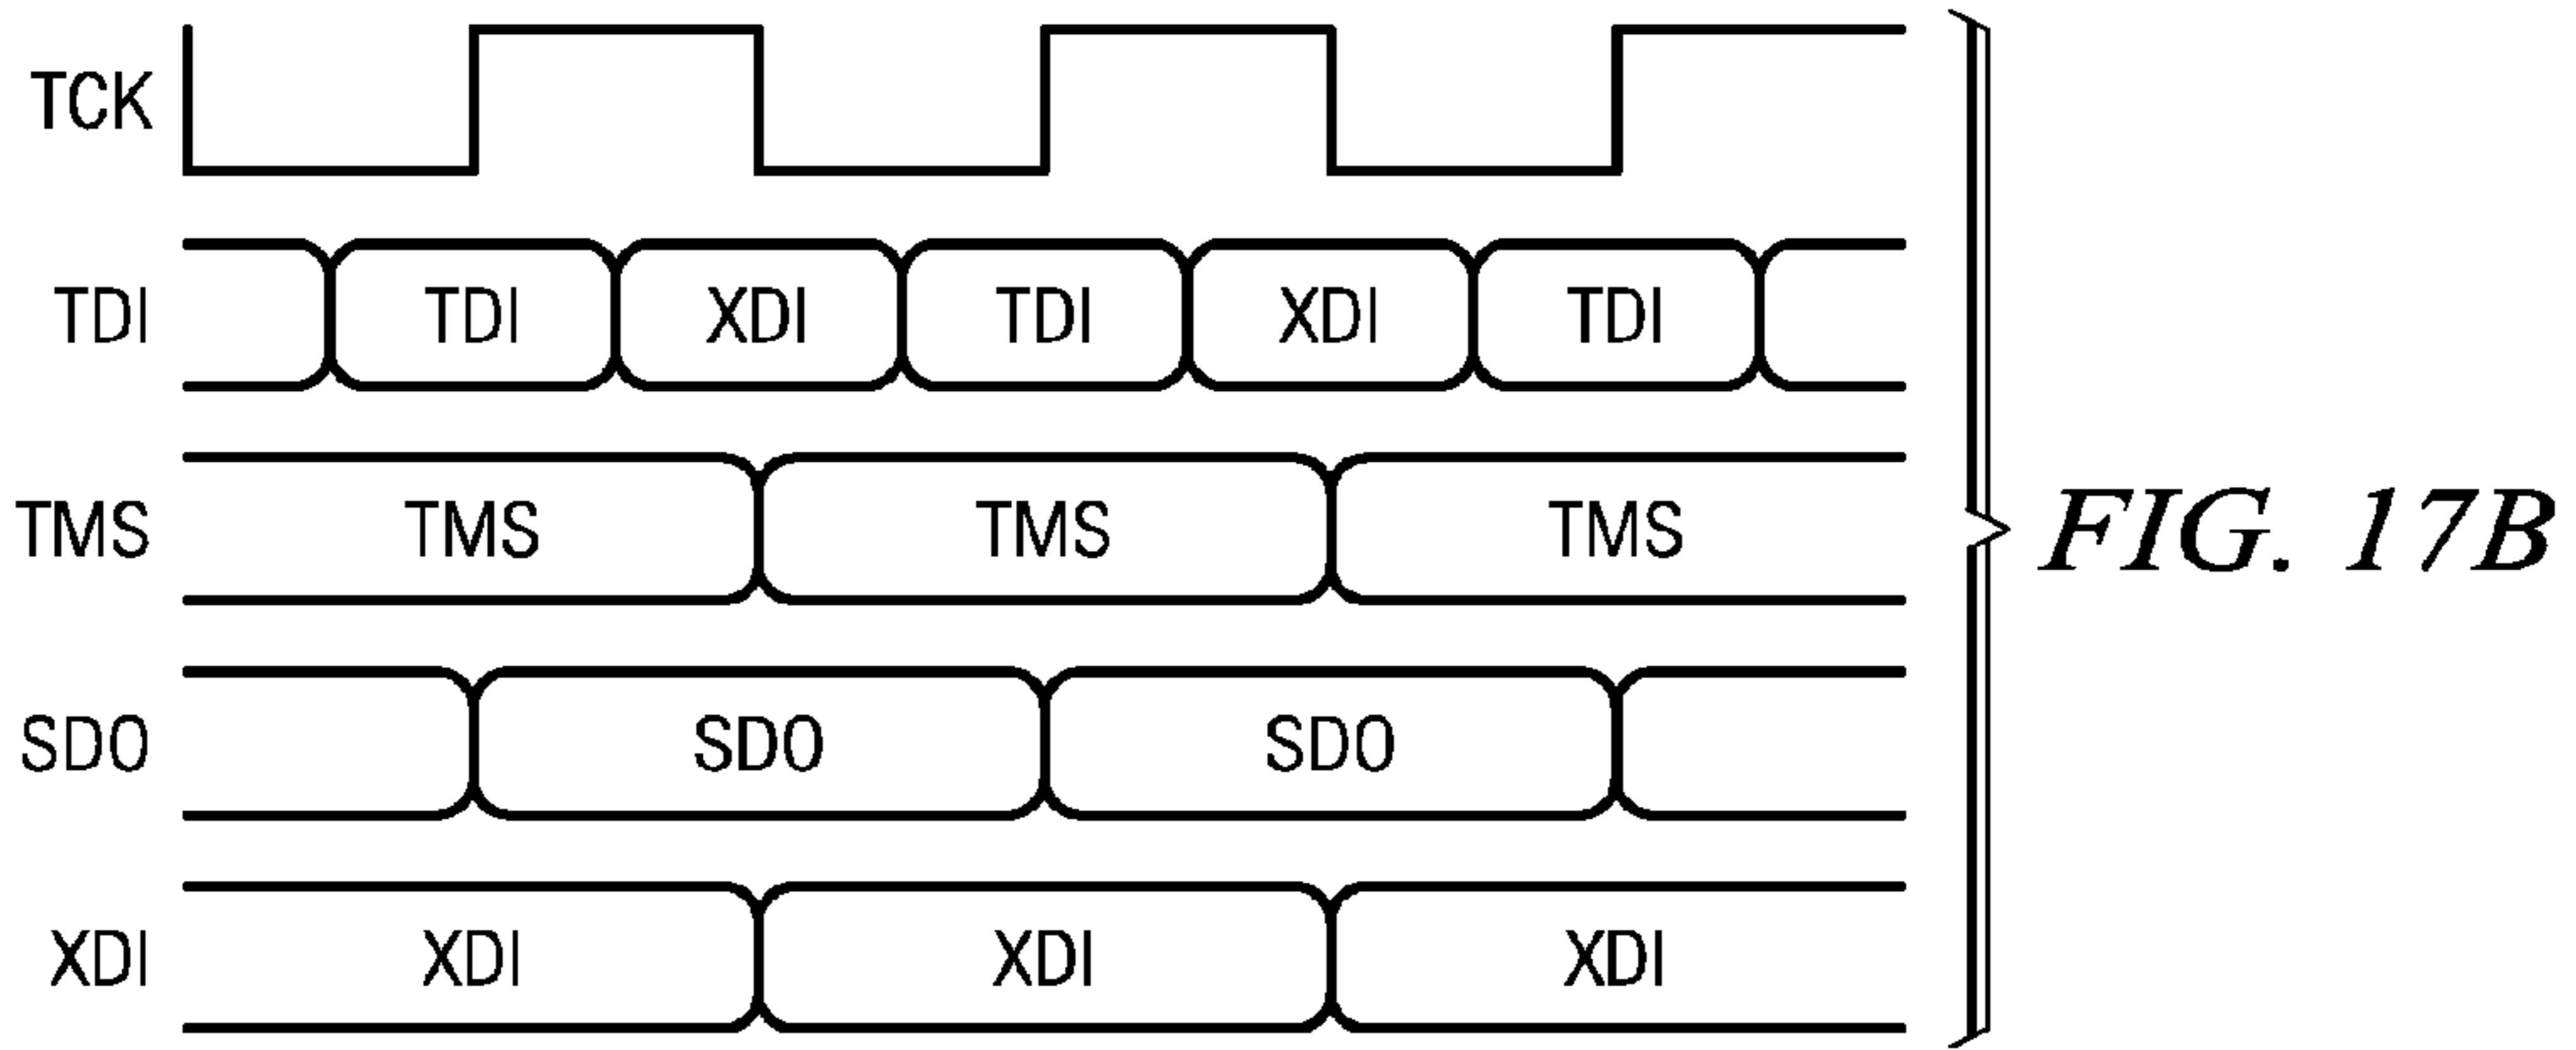 TCK
TDI TDI XDI TDI XDI TDI
TMS TMS TMS TMS
SDO SDO SDO
XDI XDI XDI XDI
FIG. 17B